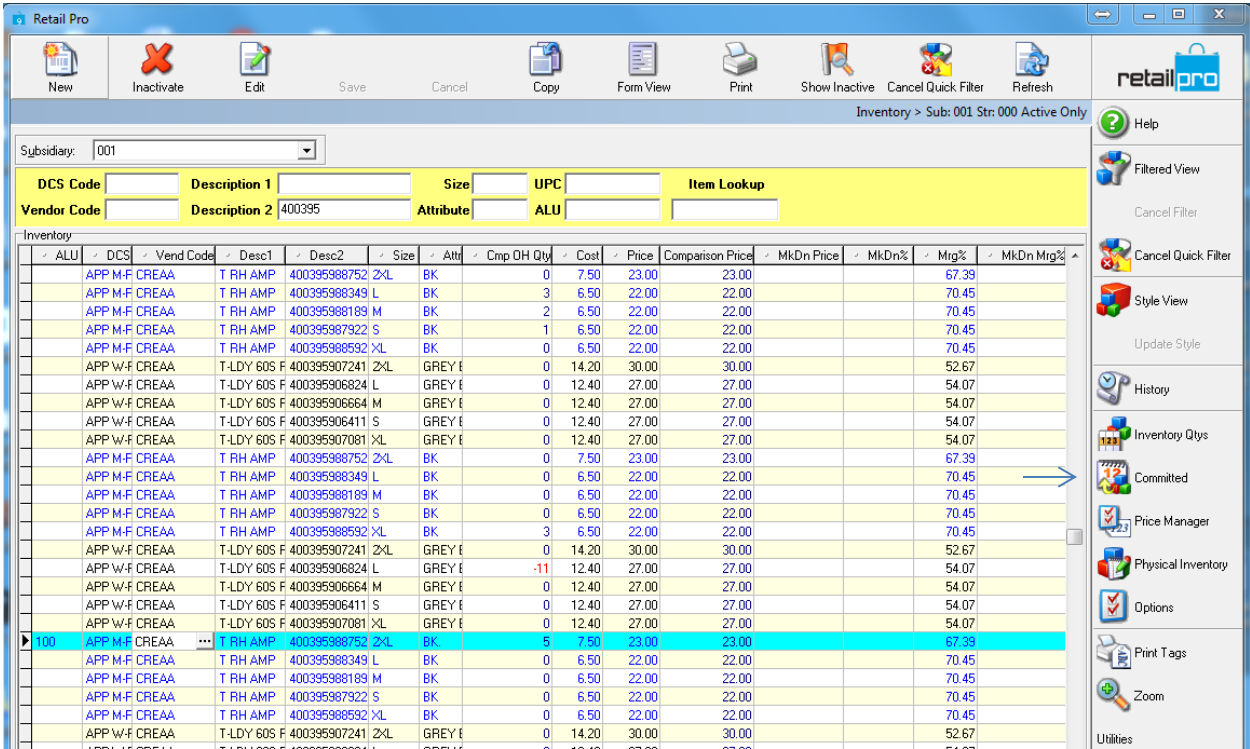 Retail Pro
New Inactivate Edit Save Cancel Copy Form View Print Show Inactive Cancel Quick Filter Refresh
retailpro
Inventory > Sub: 001 Str: 000 Active Only
Help
Subsidiary: 001
DCS Code Description 1 Size UPC Item Lookup
Vendor Code Description 2 400395 Attribute ALU
Filtered View
Cancel Filter
Cancel Quick Filter
Style View
Update Style
History
Inventory Qtys
Committed
Price Manager
Physical Inventory
Options
Print Tags
Zoom
Utilities
Inventory
ALU DCS Vend Code Desc1 Desc2 Size Attr Cmp OH Qty Cost Price Comparison Price MkDn Price MkDn% Mrg% MkDn Mrg%
APP M-F CREAA T RH AMP 400395988752 2XL BK 0 7.50 23.00 23.00 67.39
APP M-F CREAA T RH AMP 400395988349 L BK 3 6.50 22.00 22.00 70.45
APP M-F CREAA T RH AMP 400395988189 M BK 2 6.50 22.00 22.00 70.45
APP M-F CREAA T RH AMP 400395987922 S BK 1 6.50 22.00 22.00 70.45
APP M-F CREAA T RH AMP 400395988592 XL BK 0 6.50 22.00 22.00 70.45
APP W-F CREAA T-LDY 60S F 400395907241 2XL GREY E 0 14.20 30.00 30.00 52.67
APP W-F CREAA T-LDY 60S F 400395906824 L GREY E 0 12.40 27.00 27.00 54.07
APP W-F CREAA T-LDY 60S F 400395906664 M GREY E 0 12.40 27.00 27.00 54.07
APP W-F CREAA T-LDY 60S F 400395906411 S GREY E 0 12.40 27.00 27.00 54.07
APP W-F CREAA T-LDY 60S F 400395907081 XL GREY E 0 12.40 27.00 27.00 54.07
APP M-F CREAA T RH AMP 400395988752 2XL BK 0 7.50 23.00 23.00 67.39
APP M-F CREAA T RH AMP 400395988349 L BK 0 6.50 22.00 22.00 70.45
APP M-F CREAA T RH AMP 400395988189 M BK 0 6.50 22.00 22.00 70.45
APP M-F CREAA T RH AMP 400395987922 S BK 0 6.50 22.00 22.00 70.45
APP M-F CREAA T RH AMP 400395988592 XL BK 3 6.50 22.00 22.00 70.45
APP W-F CREAA T-LDY 60S F 400395907241 2XL GREY E 0 14.20 30.00 30.00 52.67
APP W-F CREAA T-LDY 60S F 400395906824 L GREY E -11 12.40 27.00 27.00 54.07
APP W-F CREAA T-LDY 60S F 400395906664 M GREY E 0 12.40 27.00 27.00 54.07
APP W-F CREAA T-LDY 60S F 400395906411 S GREY E 0 12.40 27.00 27.00 54.07
APP W-F CREAA T-LDY 60S F 400395907081 XL GREY E 0 12.40 27.00 27.00 54.07
100 APP M-F CREAA ... T RH AMP 400395988752 2XL BK. 5 7.50 23.00 23.00 67.39
APP M-F CREAA T RH AMP 400395988349 L BK 0 6.50 22.00 22.00 70.45
APP M-F CREAA T RH AMP 400395988189 M BK 0 6.50 22.00 22.00 70.45
APP M-F CREAA T RH AMP 400395987922 S BK 0 6.50 22.00 22.00 70.45
APP M-F CREAA T RH AMP 400395988592 XL BK 0 6.50 22.00 22.00 70.45
APP W-F CREAA T-LDY 60S F 400395907241 2XL GREY E 0 14.20 30.00 30.00 52.67